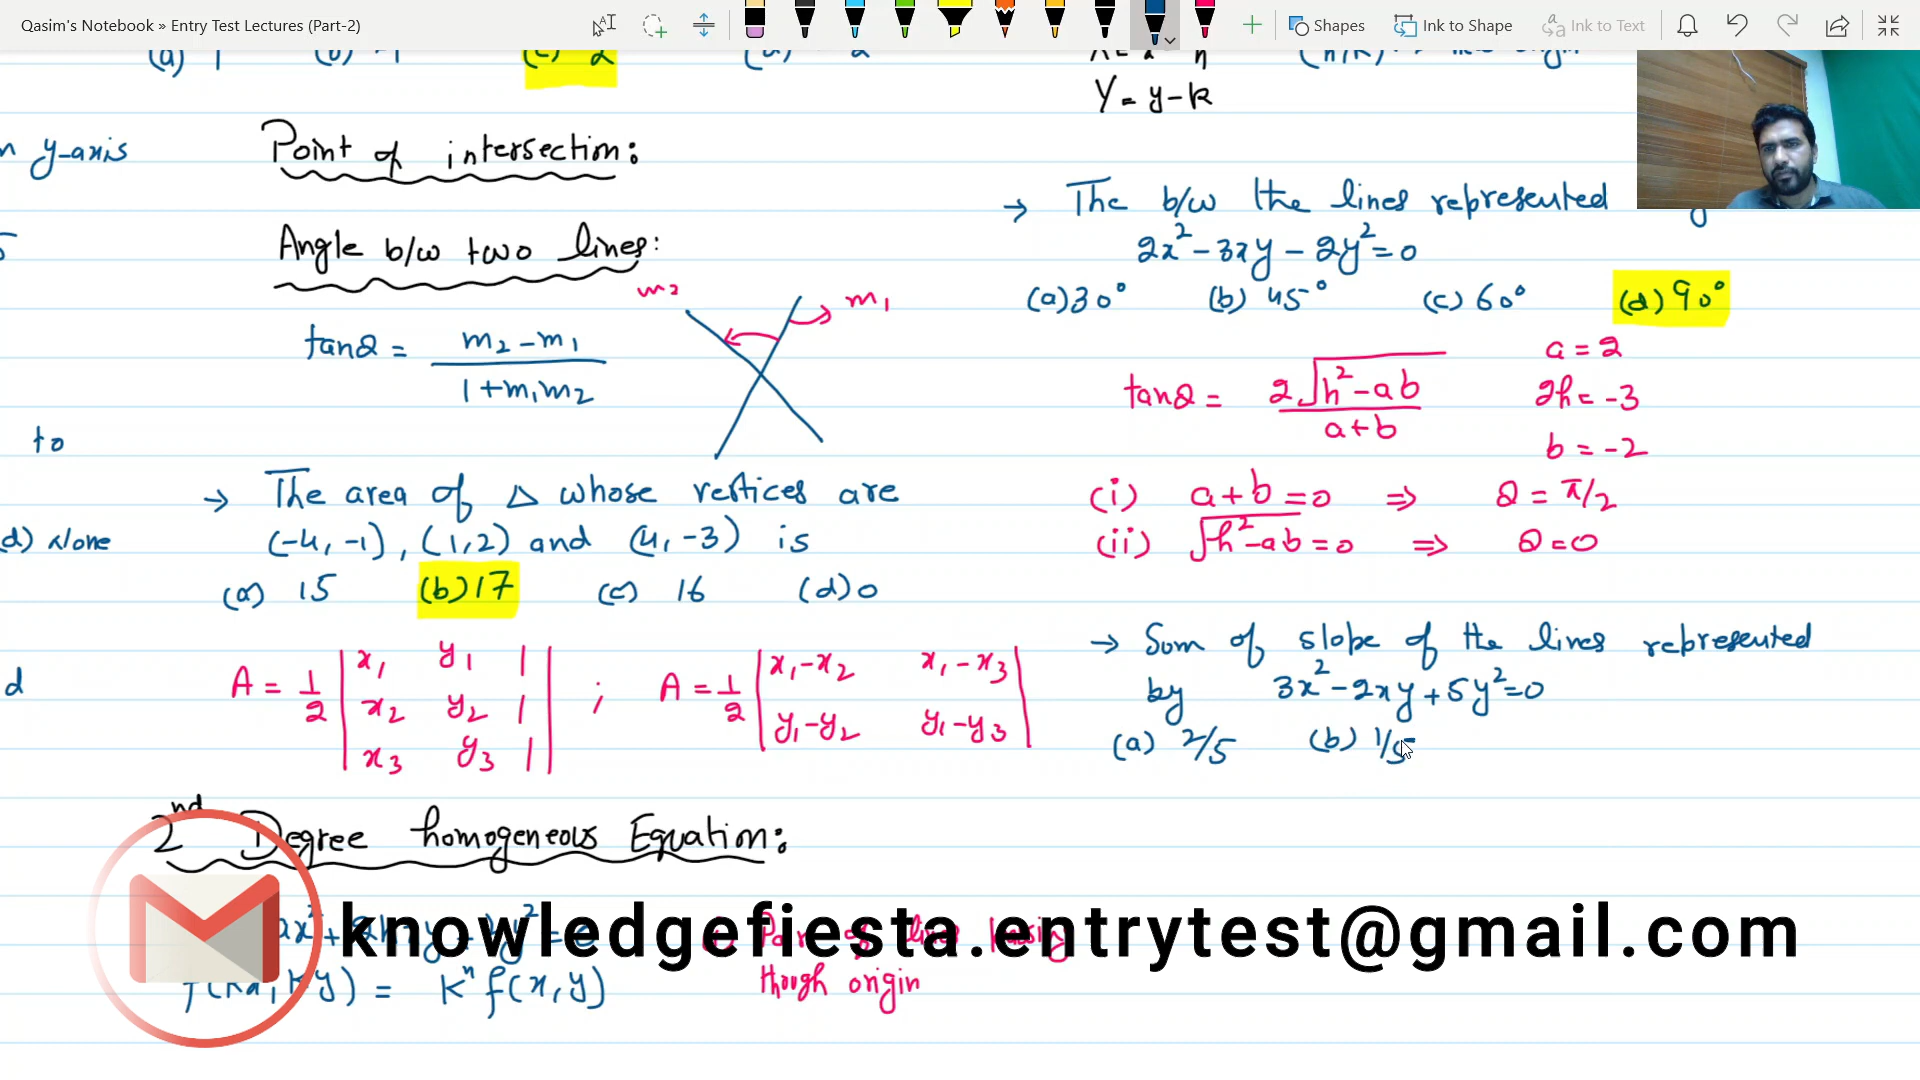 Qasim's Notebook » Entry Test Lectures (Part-2)
Shapes
Ink to Shape
Ink to Text
(c) 2
Y = y-k
y-axis
Point of intersection:
Angle b/w two lines:
m2
m1
tanθ = m2-m1
1+m1m2
to
→ The area of Δ whose vertices are
(-4, -1), (1,2) and (4, -3) is
(a) 15 (b) 17 (c) 16 (d) 0
(d) None
d
A = 1/2 | x1 y1 1
x2 y2 1
x3 y3 1 | ; A = 1/2 | x1-x2 x1-x3
y1-y2 y1-y3 |
2nd Degree homogeneous Equation:
= K^n f(x,y)
lines
though origin
→ The b/w the lines represented
2x²-3xy-2y²=0
(a) 30° (b) 45° (c) 60° (d) 90°
tanθ = 2√h²-ab
a+b
a = 2
2h = -3
b = -2
(i) a+b=0 ⇒ θ = π/2
(ii) √h²-ab=0 ⇒ θ=0
→ Sum of slope of the lines represented
by 3x²-2xy+5y²=0
(a) 2/5 (b) 1/5
knowledgefiesta.entrytest@gmail.com